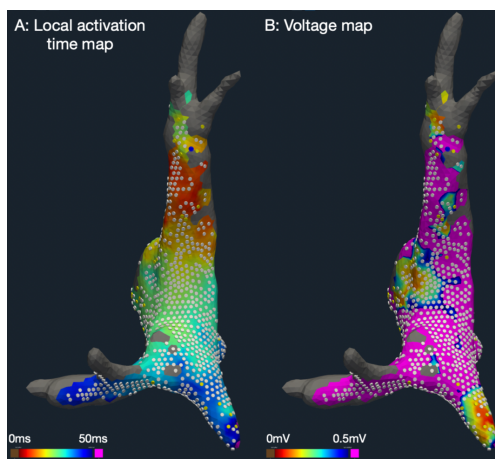 A: Local activation
time map
B: Voltage map
0ms
50ms
0mV
0.5mV